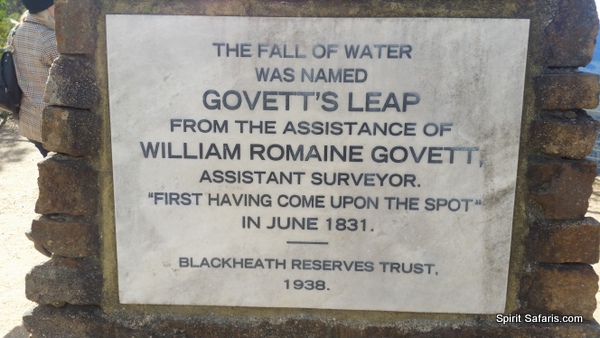 THE FALL OF WATER
WAS NAMED
GOVETT'S LEAP
FROM THE ASSISTANCE OF
WILLIAM ROMAINE GOVETT,
ASSISTANT SURVEYOR.
"FIRST HAVING COME UPON THE SPOT"
IN JUNE 1831.
BLACKHEATH RESERVES TRUST.
1938.
Spirit Safaris.com